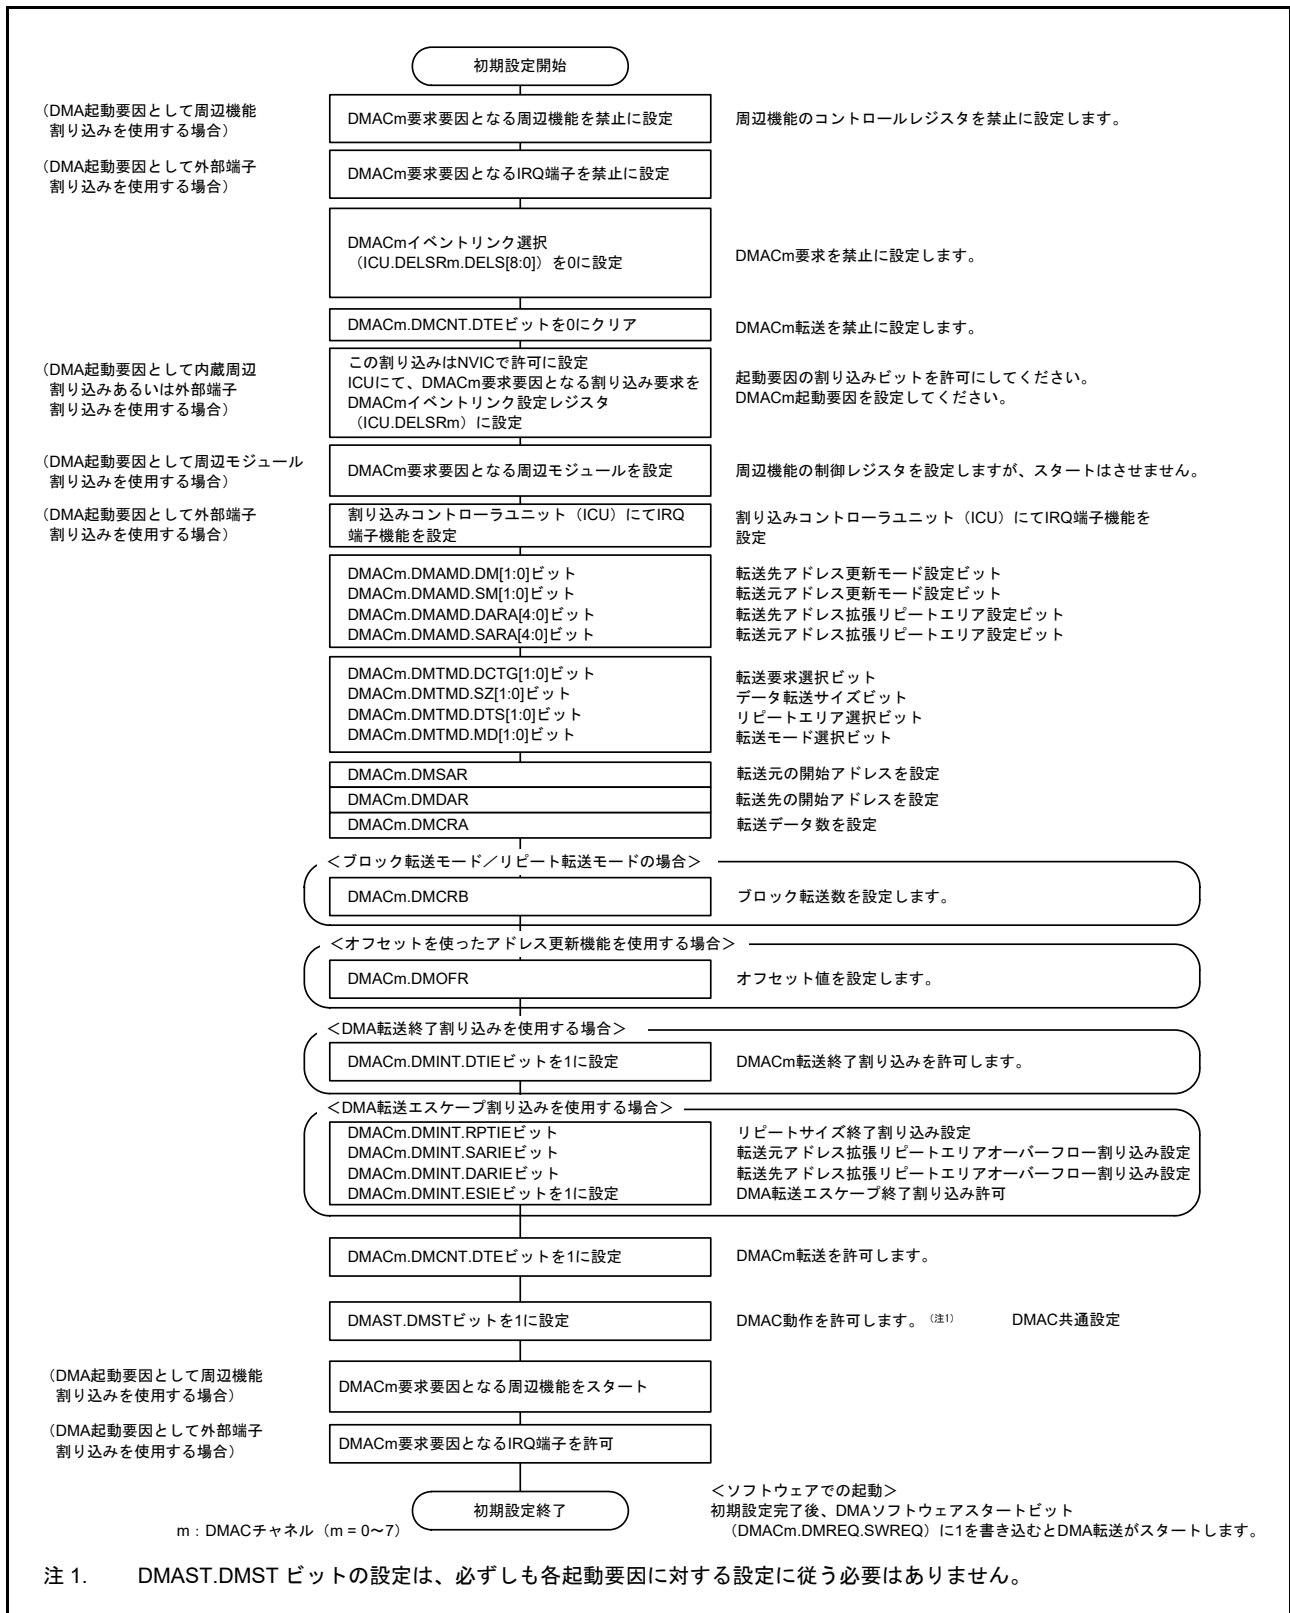 初期設定開始
（DMA起動要因として周辺機能
割り込みを使用する場合）
DMACm要求要因となる周辺機能を禁止に設定
周辺機能のコントロールレジスタを禁止に設定します。
（DMA起動要因として外部端子
割り込みを使用する場合）
DMACm要求要因となるIRQ端子を禁止に設定
DMACmイベントリンク選択
（ICU.DELSRm.DELS[8:0]）を0に設定
DMACm要求を禁止に設定します。
DMACm.DMCNT.DTEビットを0にクリア
DMACm転送を禁止に設定します。
（DMA起動要因として内蔵周辺
割り込みあるいは外部端子
割り込みを使用する場合）
この割り込みはNVICで許可に設定
ICUにて、DMACm要求要因となる割り込み要求を
DMACmイベントリンク設定レジスタ
（ICU.DELSRm）に設定
起動要因の割り込みビットを許可にしてください。
DMACm起動要因を設定してください。
（DMA起動要因として周辺モジュール
割り込みを使用する場合）
DMACm要求要因となる周辺モジュールを設定
周辺機能の制御レジスタを設定しますが、スタートはさせません。
（DMA起動要因として外部端子
割り込みを使用する場合）
割り込みコントローラユニット（ICU）にてIRQ
端子機能を設定
割り込みコントローラユニット（ICU）にてIRQ端子機能を
設定
DMACm.DMAMD.DM[1:0]ビット
転送先アドレス更新モード設定ビット
DMACm.DMAMD.SM[1:0]ビット
転送元アドレス更新モード設定ビット
DMACm.DMAMD.DARA[4:0]ビット
転送先アドレス拡張リピートエリア設定ビット
DMACm.DMAMD.SARA[4:0]ビット
転送元アドレス拡張リピートエリア設定ビット
DMACm.DMTMD.DCTG[1:0]ビット
転送要求選択ビット
DMACm.DMTMD.SZ[1:0]ビット
データ転送サイズビット
DMACm.DMTMD.DTS[1:0]ビット
リピートエリア選択ビット
DMACm.DMTMD.MD[1:0]ビット
転送モード選択ビット
DMACm.DMSAR
転送元の開始アドレスを設定
DMACm.DMDAR
転送先の開始アドレスを設定
DMACm.DMCRA
転送データ数を設定
＜ブロック転送モード／リピート転送モードの場合＞
DMACm.DMCRB
ブロック転送数を設定します。
＜オフセットを使ったアドレス更新機能を使用する場合＞
DMACm.DMOFR
オフセット値を設定します。
＜DMA転送終了割り込みを使用する場合＞
DMACm.DMINT.DTIEビットを1に設定
DMACm転送終了割り込みを許可します。
＜DMA転送エスケープ割り込みを使用する場合＞
DMACm.DMINT.RPTIEビット
リピートサイズ終了割り込み設定
DMACm.DMINT.SARIEビット
転送元アドレス拡張リピートエリアオーバーフロー割り込み設定
DMACm.DMINT.DARIEビット
転送先アドレス拡張リピートエリアオーバーフロー割り込み設定
DMACm.DMINT.ESIEビットを1に設定
DMA転送エスケープ終了割り込み許可
DMACm.DMCNT.DTEビットを1に設定
DMACm転送を許可します。
DMAST.DMSTビットを1に設定
DMAC動作を許可します。（注1） DMAC共通設定
（DMA起動要因として周辺機能
割り込みを使用する場合）
DMACm要求要因となる周辺機能をスタート
（DMA起動要因として外部端子
割り込みを使用する場合）
DMACm要求要因となるIRQ端子を許可
初期設定終了
m：DMACチャネル（m = 0～7）
＜ソフトウェアでの起動＞
初期設定完了後、DMAソフトウェアスタートビット
（DMACm.DMREQ.SWREQ）に1を書き込むとDMA転送がスタートします。
注 1. DMAST.DMST ビットの設定は、必ずしも各起動要因に対する設定に従う必要はありません。